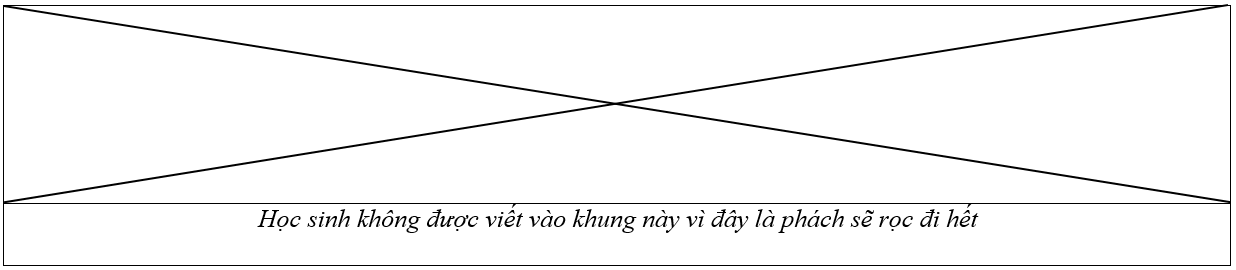 Học sinh không được viết vào khung này vì đây là phách sẽ rọc đi hết